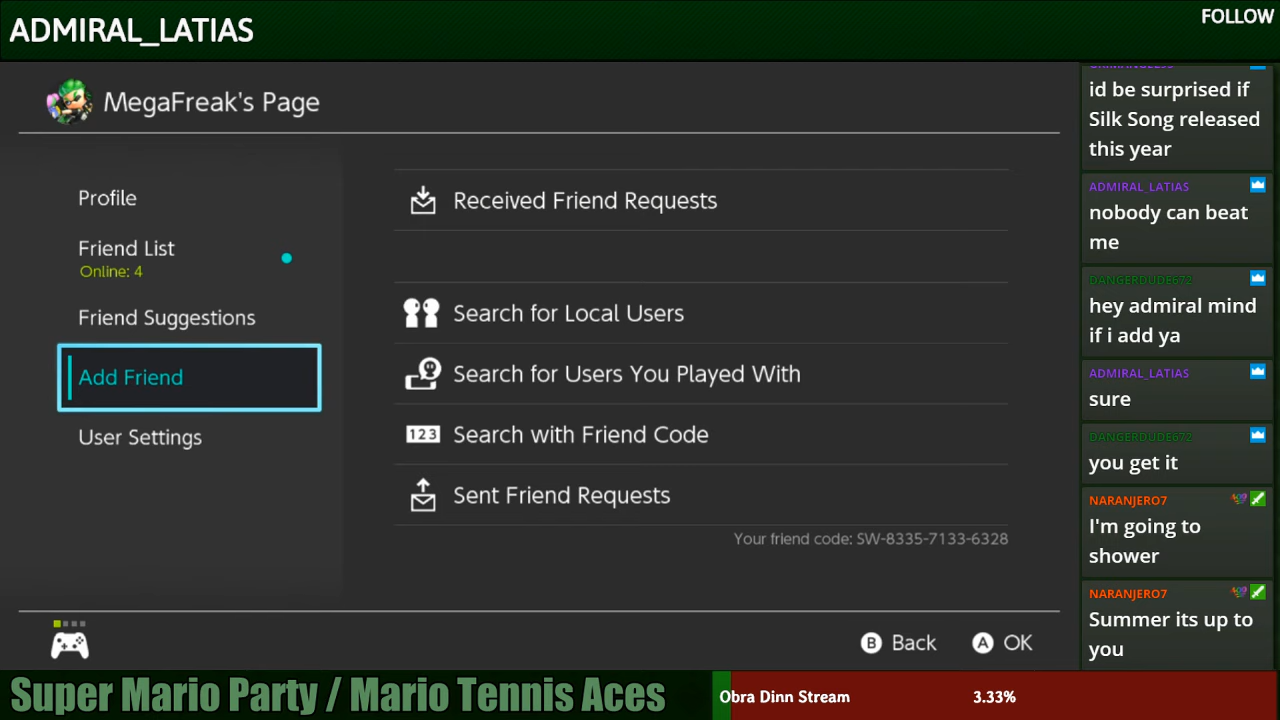 ADMIRAL_LATIAS
FOLLOW
MegaFreak's Page
Profile
Friend List
Online: 4
Friend Suggestions
Add Friend
User Settings
Received Friend Requests
Search for Local Users
Search for Users You Played With
123 Search with Friend Code
Sent Friend Requests
Your friend code: SW-8335-7133-6328
B Back
A OK
id be surprised if
Silk Song released
this year
ADMIRAL_LATIAS
nobody can beat
me
DANGERDUDE672
hey admiral mind
if i add ya
ADMIRAL_LATIAS
sure
DANGERDUDE672
you get it
NARANJERO7
I'm going to
shower
NARANJERO7
Summer its up to
you
Super Mario Party / Mario Tennis Aces
Obra Dinn Stream
3.33%